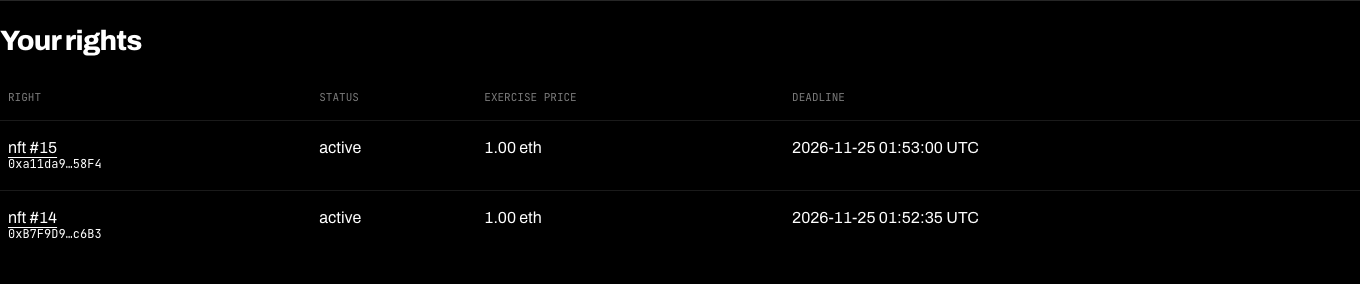 Your rights
RIGHT STATUS EXERCISE PRICE DEADLINE
nft #15 active 1.00 eth 2026-11-25 01:53:00 UTC
0xa11da9…58F4
nft #14 active 1.00 eth 2026-11-25 01:52:35 UTC
0xB7F9D9…c6B3